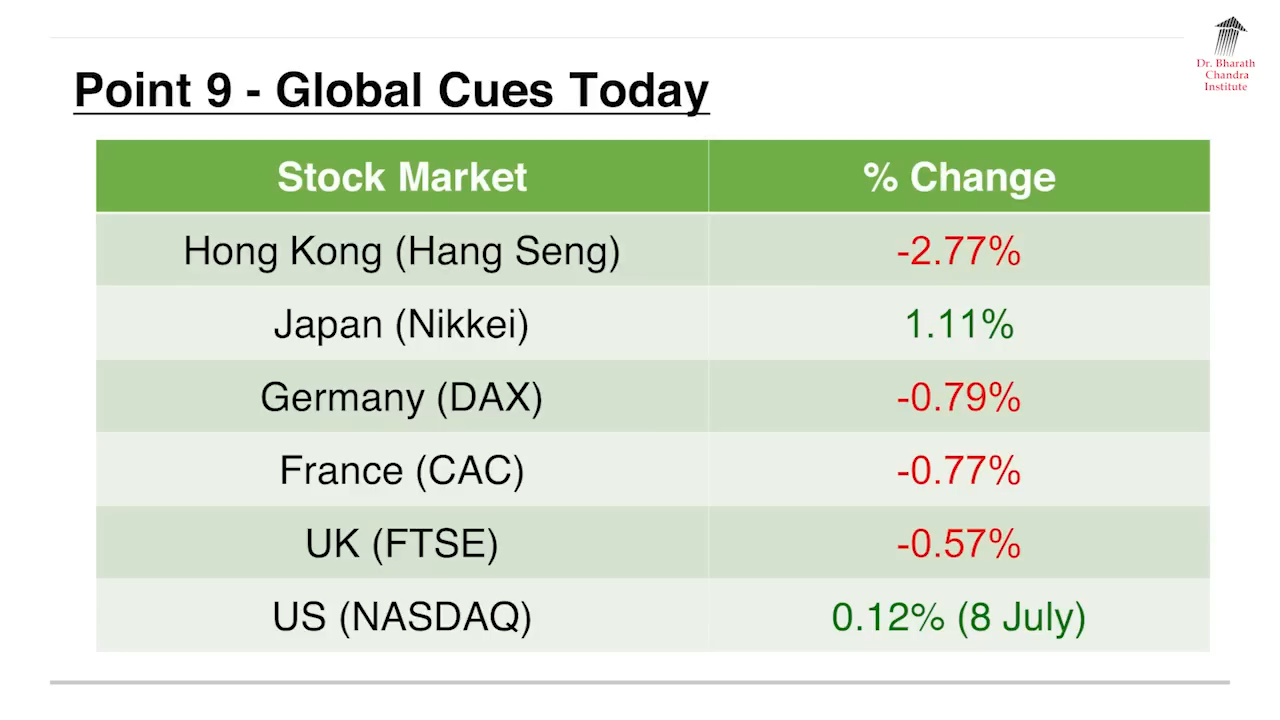 Dr. Bharath
Chandra
Institute
Point 9 - Global Cues Today
Stock Market % Change
Hong Kong (Hang Seng) -2.77%
Japan (Nikkei) 1.11%
Germany (DAX) -0.79%
France (CAC) -0.77%
UK (FTSE) -0.57%
US (NASDAQ) 0.12% (8 July)